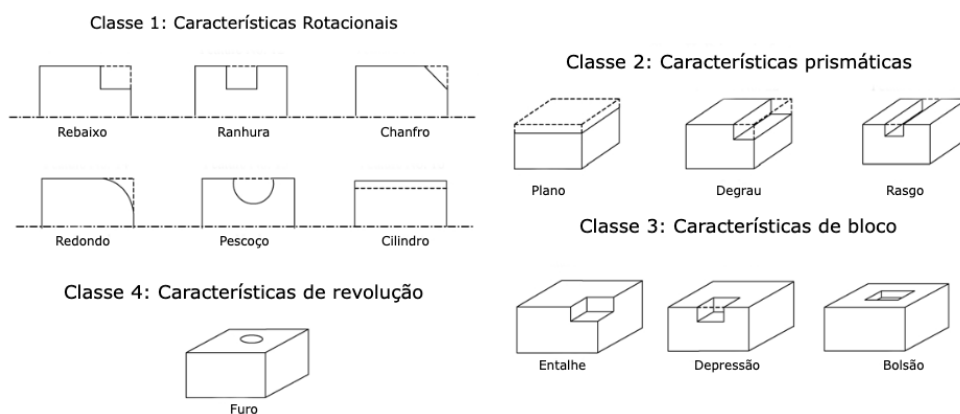 Classe 1: Características Rotacionais
Rebaixo
Ranhura
Chanfro
Redondo
Pescoço
Cilindro
Classe 2: Características prismáticas
Plano
Degrau
Rasgo
Classe 3: Características de bloco
Entalhe
Depressão
Bolsão
Classe 4: Características de revolução
Furo